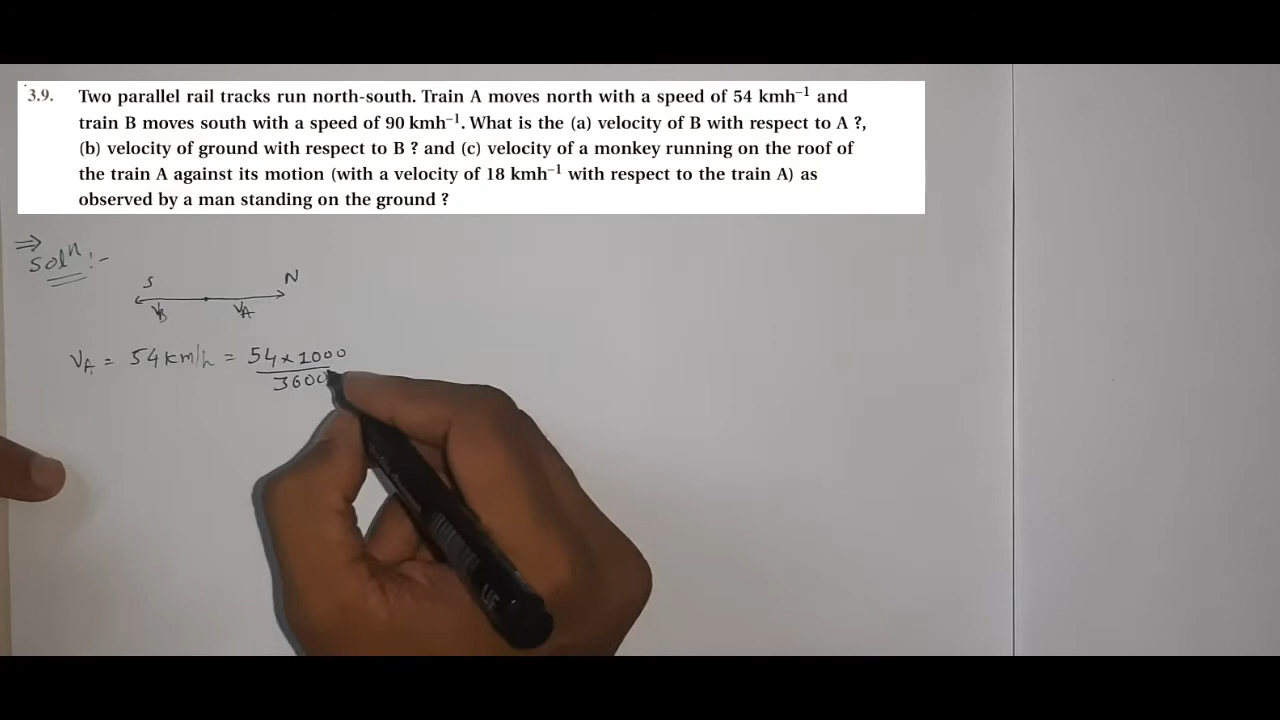 3.9. Two parallel rail tracks run north-south. Train A moves north with a speed of 54 kmh⁻¹ and
train B moves south with a speed of 90 kmh⁻¹. What is the (a) velocity of B with respect to A ?,
(b) velocity of ground with respect to B ? and (c) velocity of a monkey running on the roof of
the train A against its motion (with a velocity of 18 kmh⁻¹ with respect to the train A) as
observed by a man standing on the ground ?
⇒
Solⁿ :-
S N
V_B V_A
V_A = 54 km/h = 54 × 1000
3600